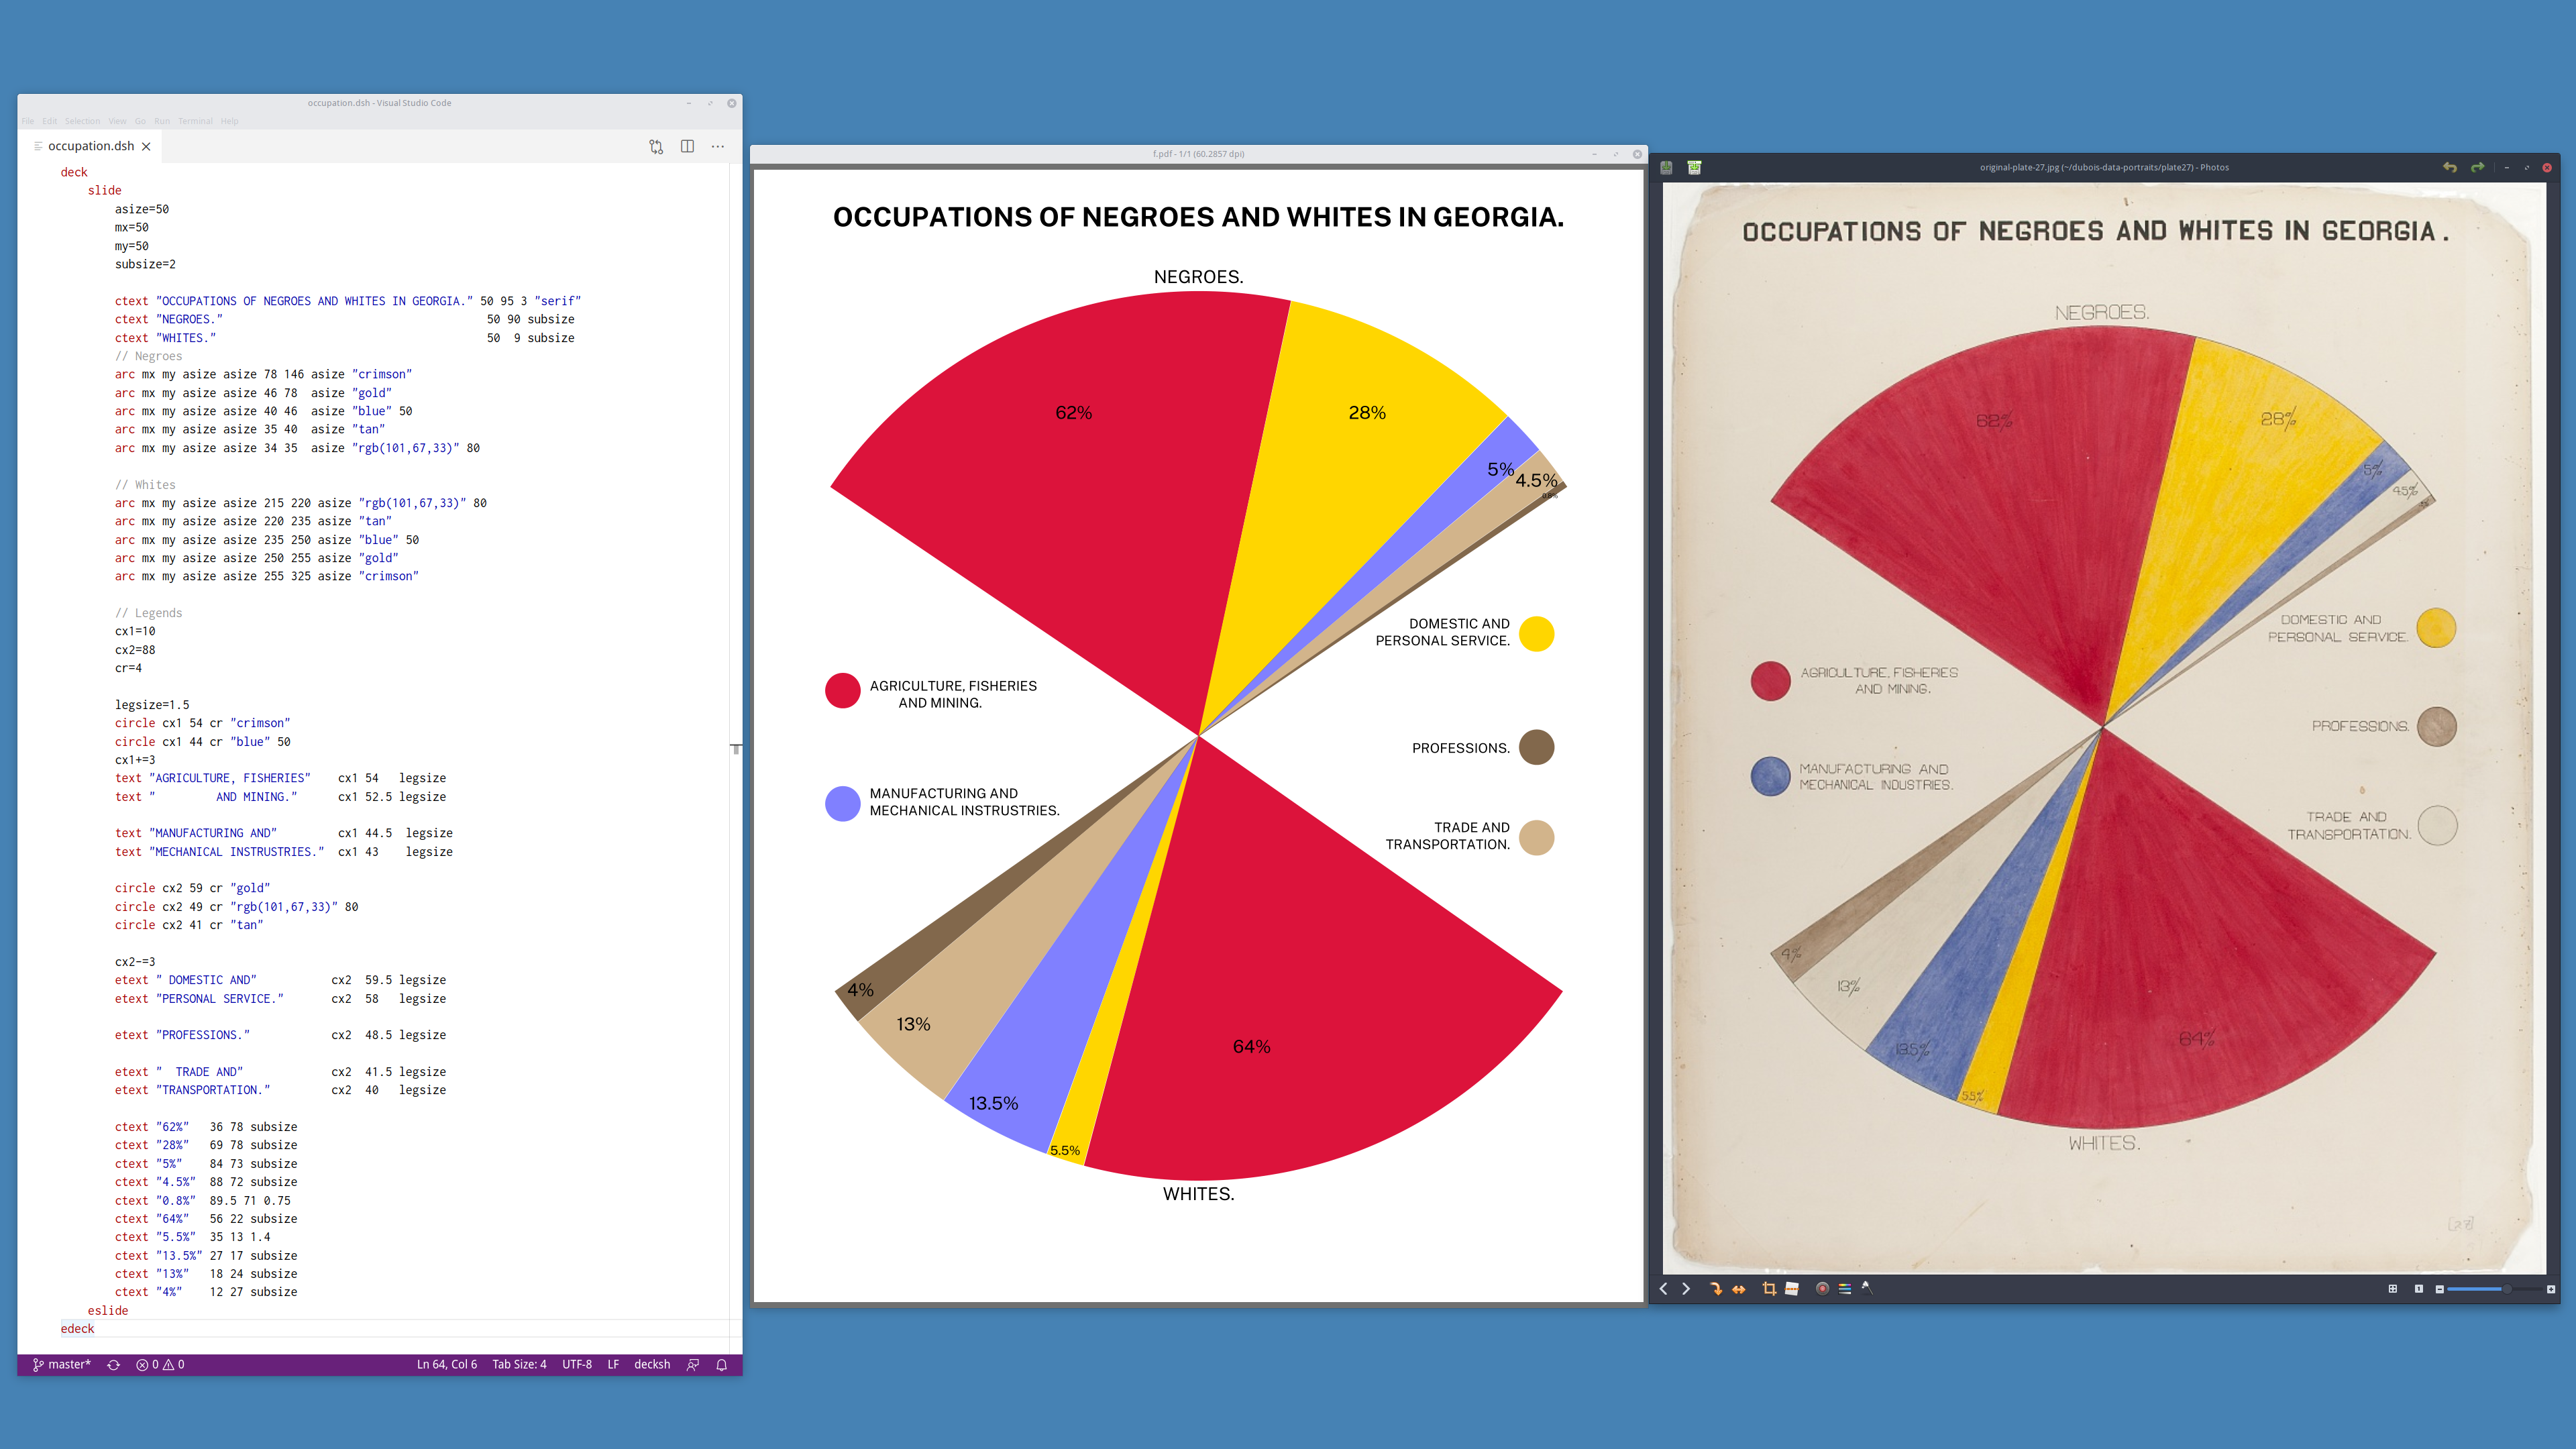 occupation.dsh - Visual Studio Code
File Edit Selection View Go Run Terminal Help
occupation.dsh
deck
slide
asize=50
mx=50
my=50
subsize=2
ctext "OCCUPATIONS OF NEGROES AND WHITES IN GEORGIA." 50 95 3 "serif"
ctext "NEGROES." 50 90 subsize
ctext "WHITES." 50 9 subsize
// Negroes
arc mx my asize asize 78 146 asize "crimson"
arc mx my asize asize 46 78 asize "gold"
arc mx my asize asize 40 46 asize "blue" 50
arc mx my asize asize 35 40 asize "tan"
arc mx my asize asize 34 35 asize "rgb(101,67,33)" 80
// Whites
arc mx my asize asize 215 220 asize "rgb(101,67,33)" 80
arc mx my asize asize 220 235 asize "tan"
arc mx my asize asize 235 250 asize "blue" 50
arc mx my asize asize 250 255 asize "gold"
arc mx my asize asize 255 325 asize "crimson"
// Legends
cx1=10
cx2=88
cr=4
legsize=1.5
circle cx1 54 cr "crimson"
circle cx1 44 cr "blue" 50
cx1+=3
text "AGRICULTURE, FISHERIES" cx1 54 legsize
text " AND MINING." cx1 52.5 legsize
text "MANUFACTURING AND" cx1 44.5 legsize
text "MECHANICAL INSTRUSTRIES." cx1 43 legsize
circle cx2 59 cr "gold"
circle cx2 49 cr "rgb(101,67,33)" 80
circle cx2 41 cr "tan"
cx2-=3
etext " DOMESTIC AND" cx2 59.5 legsize
etext "PERSONAL SERVICE." cx2 58 legsize
etext "PROFESSIONS." cx2 48.5 legsize
etext " TRADE AND" cx2 41.5 legsize
etext "TRANSPORTATION." cx2 40 legsize
ctext "62%" 36 78 subsize
ctext "28%" 69 78 subsize
ctext "5%" 84 73 subsize
ctext "4.5%" 88 72 subsize
ctext "0.8%" 89.5 71 0.75
ctext "64%" 56 22 subsize
ctext "5.5%" 35 13 1.4
ctext "13.5%" 27 17 subsize
ctext "13%" 18 24 subsize
ctext "4%" 12 27 subsize
eslide
edeck
master* 0 0 Ln 64, Col 6 Tab Size: 4 UTF-8 LF decksh
f.pdf - 1/1 (60.2857 dpi)
OCCUPATIONS OF NEGROES AND WHITES IN GEORGIA.
NEGROES.
62%
28%
5%
4.5%
0.8%
DOMESTIC AND
PERSONAL SERVICE.
AGRICULTURE, FISHERIES
AND MINING.
PROFESSIONS.
MANUFACTURING AND
MECHANICAL INSTRUSTRIES.
TRADE AND
TRANSPORTATION.
4%
13%
13.5%
5.5%
64%
WHITES.
original-plate-27.jpg (~/dubois-data-portraits/plate27) - Photos
OCCUPATIONS OF NEGROES AND WHITES IN GEORGIA.
NEGROES.
62%
28%
5%
4.5%
DOMESTIC AND
PERSONAL SERVICE.
AGRICULTURE, FISHERIES
AND MINING.
PROFESSIONS.
MANUFACTURING AND
MECHANICAL INDUSTRIES.
TRADE AND
TRANSPORTATION.
4%
13%
13.5%
5.5%
64%
WHITES.
[27]